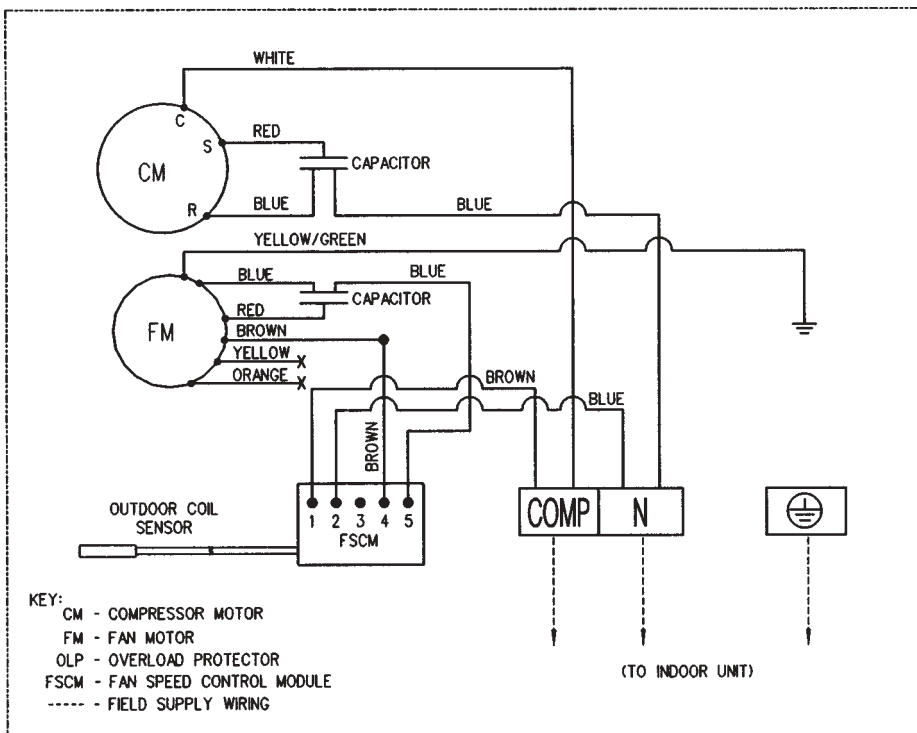 WHITE
C
RED
S
CAPACITOR
CM
R
BLUE
BLUE
YELLOW/GREEN
BLUE
BLUE
CAPACITOR
RED
FM
BROWN
YELLOW
X
ORANGE
X
BROWN
BLUE
BROWN
OUTDOOR COIL
SENSOR
1 2 3 4 5
FSCM
COMP N
KEY:
CM - COMPRESSOR MOTOR
FM - FAN MOTOR
OLP - OVERLOAD PROTECTOR
FSCM - FAN SPEED CONTROL MODULE
----- - FIELD SUPPLY WIRING
(TO INDOOR UNIT)